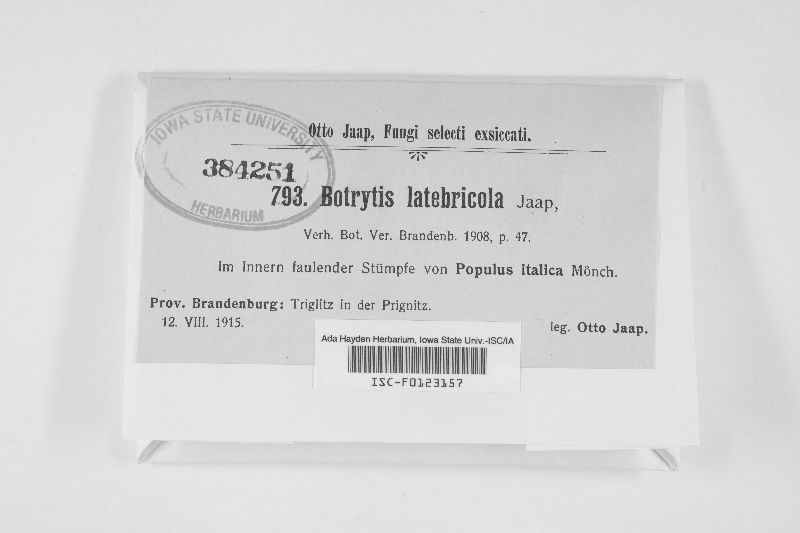 Otto Jaap, Fungi selecti exsiccati.
IOWA STATE UNIVERSITY
384251
HERBARIUM
793. Botrytis latebricola Jaap,
Verh. Bot. Ver. Brandenb. 1908, p. 47.
Im Innern faulender Stümpfe von Populus italica Mönch.
Prov. Brandenburg: Triglitz in der Prignitz.
12. VIII. 1915.
leg. Otto Jaap.
Ada Hayden Herbarium, Iowa State Univ.-ISC/IA
ISC-F0123157